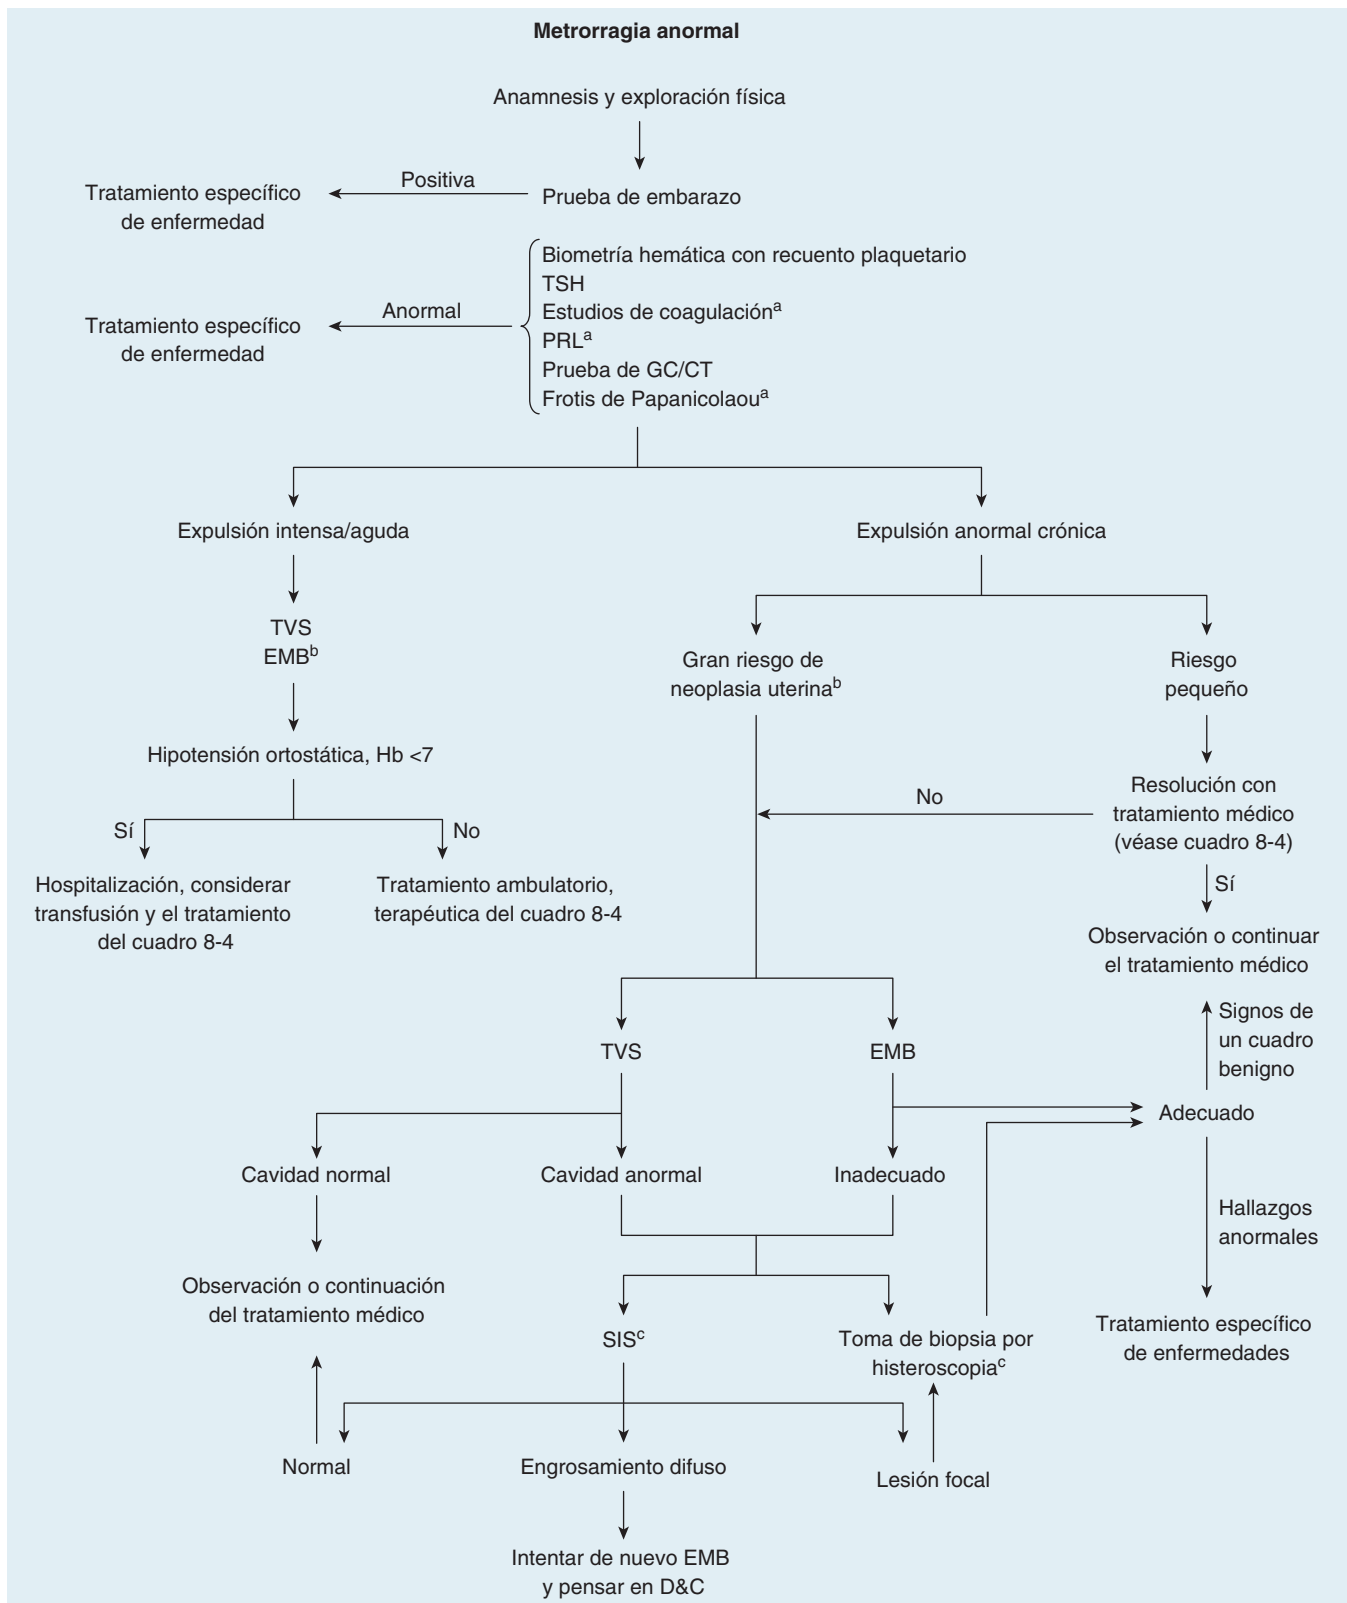 Metrorragia anormal
Anamnesis y exploración física
Positiva
Tratamiento específico
de enfermedad
Prueba de embarazo
Biometría hemática con recuento plaquetario
TSH
Estudios de coagulaciónª
PRLª
Prueba de GC/CT
Frotis de Papanicolaouª
Anormal
Tratamiento específico
de enfermedad
Expulsión intensa/aguda
Expulsión anormal crónica
TVS
EMBᵇ
Gran riesgo de
neoplasia uterinaᵇ
Riesgo
pequeño
Hipotensión ortostática, Hb <7
No
Resolución con
tratamiento médico
(véase cuadro 8-4)
Sí
No
Hospitalización, considerar
transfusión y el tratamiento
del cuadro 8-4
Tratamiento ambulatorio,
terapéutica del cuadro 8-4
Sí
Observación o continuar
el tratamiento médico
Signos de
un cuadro
benigno
TVS
EMB
Adecuado
Cavidad normal
Cavidad anormal
Inadecuado
Hallazgos
anormales
Observación o continuación
del tratamiento médico
SISᶜ
Toma de biopsia por
histeroscopiaᶜ
Tratamiento específico
de enfermedades
Normal
Engrosamiento difuso
Lesión focal
Intentar de nuevo EMB
y pensar en D&C